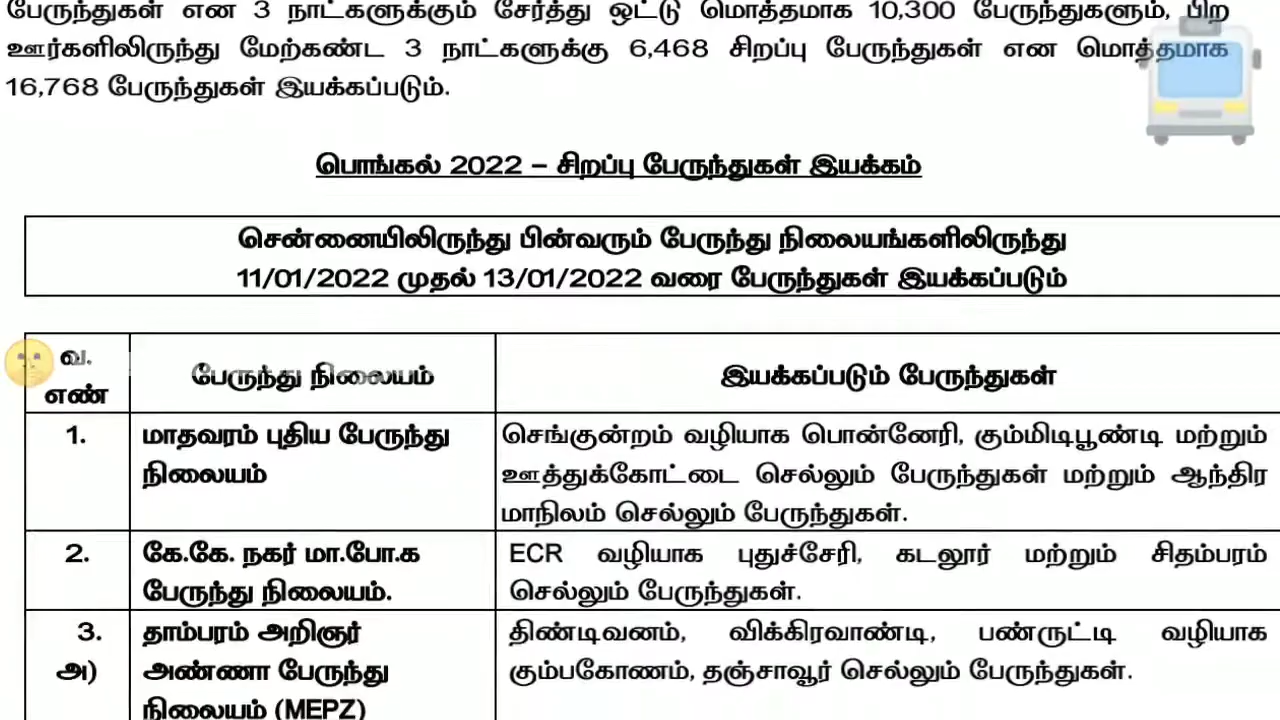 பேருந்துகள் என 3 நாட்களுக்கும் சேர்த்து ஒட்டு மொத்தமாக 10,300 பேருந்துகளும், பிற
ஊர்களிலிருந்து மேற்கண்ட 3 நாட்களுக்கு 6,468 சிறப்பு பேருந்துகள் என மொத்தமாக
16,768 பேருந்துகள் இயக்கப்படும்.
பொங்கல் 2022 – சிறப்பு பேருந்துகள் இயக்கம்
சென்னையிலிருந்து பின்வரும் பேருந்து நிலையங்களிலிருந்து
11/01/2022 முதல் 13/01/2022 வரை பேருந்துகள் இயக்கப்படும்
வ. எண்
பேருந்து நிலையம்
இயக்கப்படும் பேருந்துகள்
1.
மாதவரம் புதிய பேருந்து
நிலையம்
செங்குன்றம் வழியாக பொன்னேரி, கும்மிடிபூண்டி மற்றும்
ஊத்துக்கோட்டை செல்லும் பேருந்துகள் மற்றும் ஆந்திர
மாநிலம் செல்லும் பேருந்துகள்.
2.
கே.கே. நகர் மா.போ.க
பேருந்து நிலையம்.
ECR வழியாக புதுச்சேரி, கடலூர் மற்றும் சிதம்பரம்
செல்லும் பேருந்துகள்.
3.
அ)
தாம்பரம் அறிஞர்
அண்ணா பேருந்து
நிலையம் (MEPZ)
திண்டிவனம், விக்கிரவாண்டி, பண்ருட்டி வழியாக
கும்பகோணம், தஞ்சாவூர் செல்லும் பேருந்துகள்.